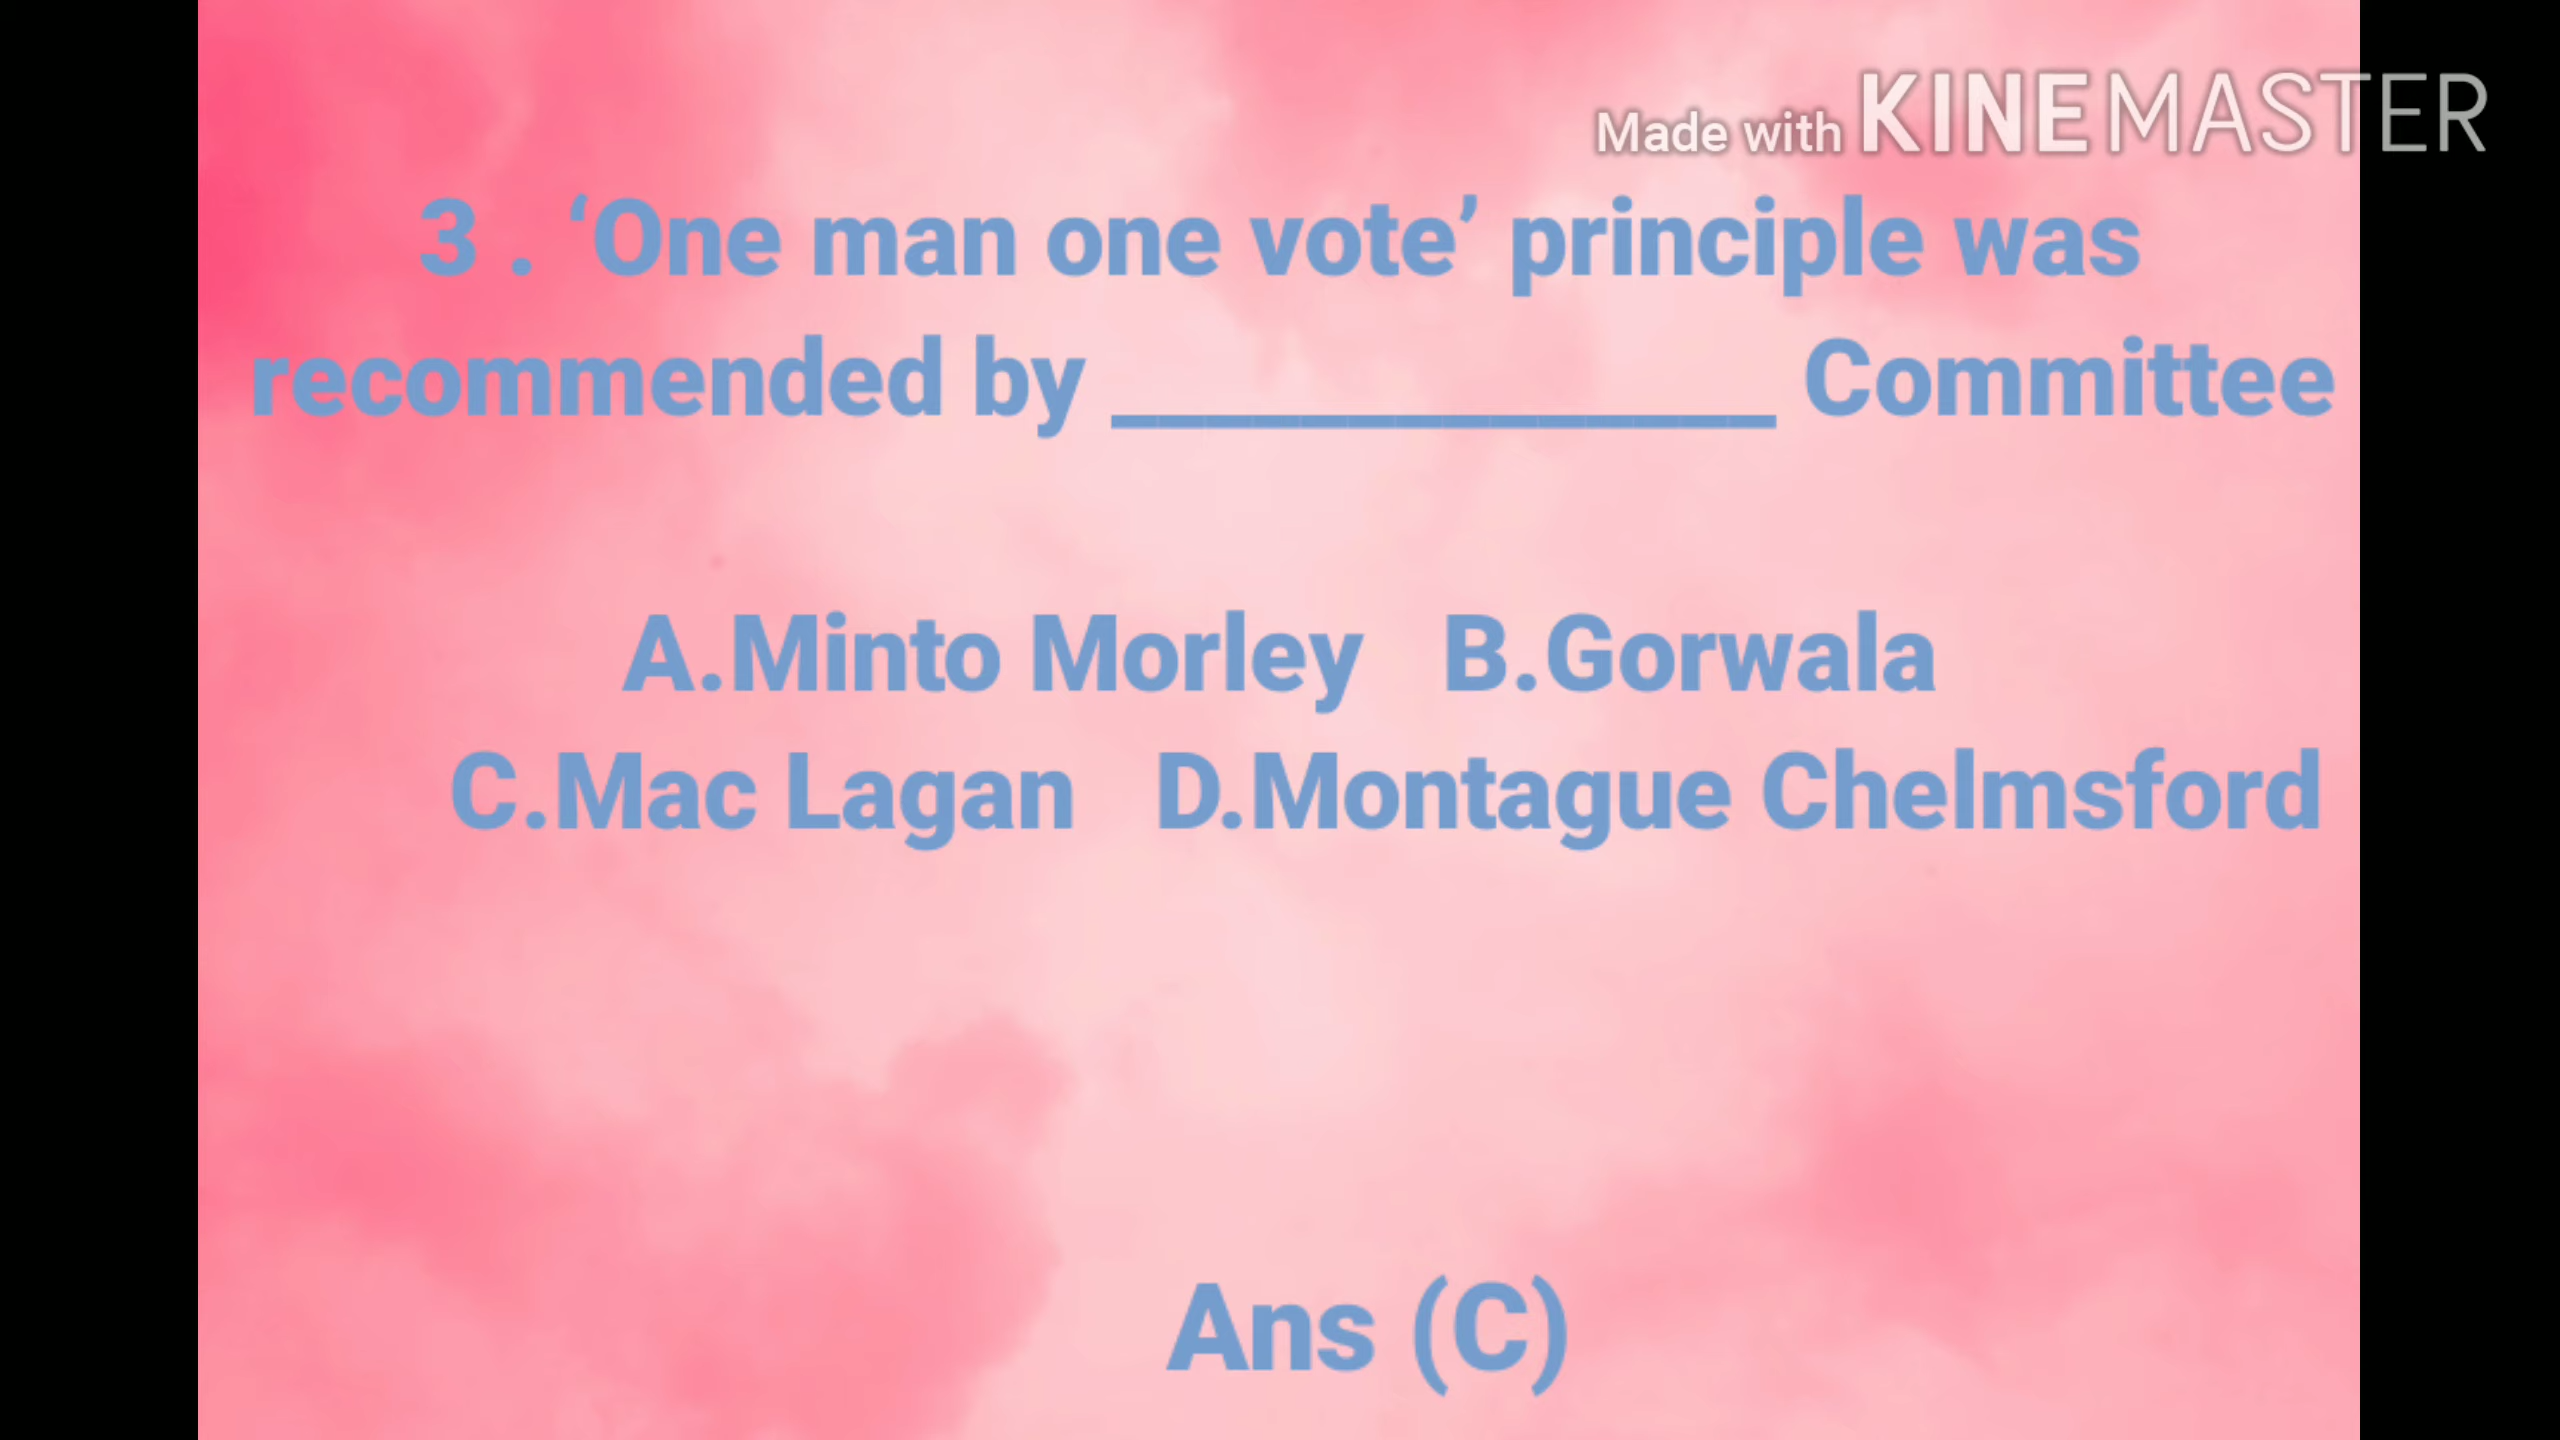 Made with KINEMASTER
3 . ‘One man one vote’ principle was
recommended by ______________ Committee
A.Minto Morley B.Gorwala
C.Mac Lagan D.Montague Chelmsford
Ans (C)